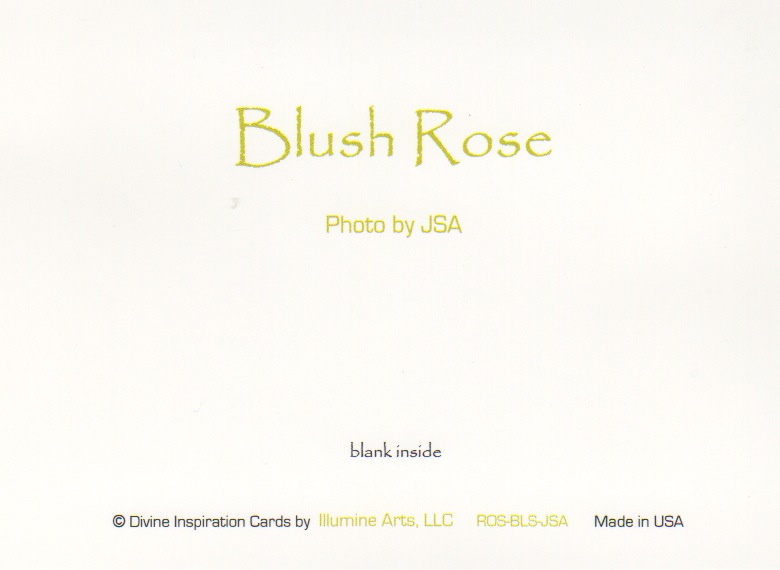 Blush Rose
Photo by JSA
blank inside
© Divine Inspiration Cards by Illumine Arts, LLC ROS-BLS-JSA Made in USA